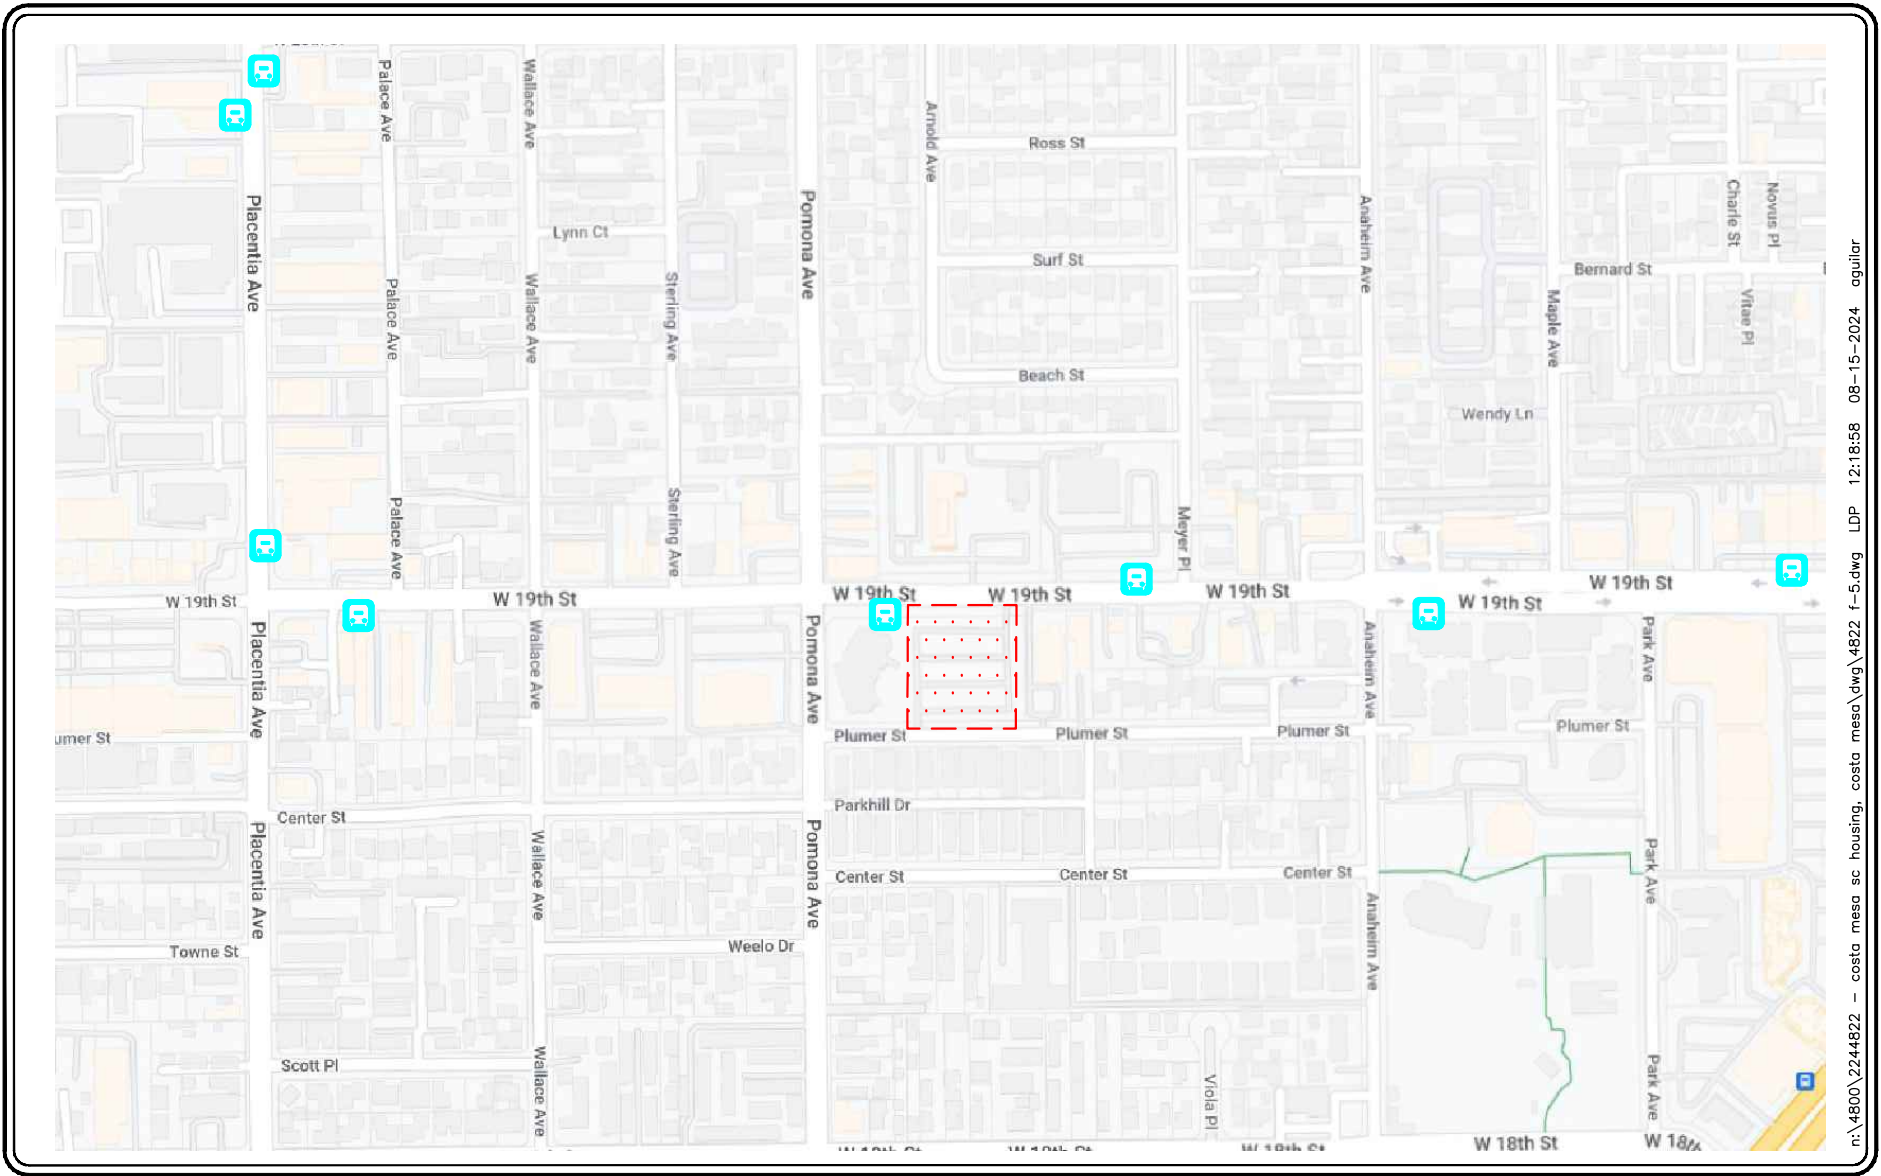 Palace Ave
Wallace Ave
Arnold Ave
Ross St
Placentia Ave
Pomona Ave
Anaheim Ave
Charle St
Novus Pl
Lynn Ct
Surf St
Bernard St
Palace Ave
Wallace Ave
Sterling Ave
Maple Ave
Vitae Pl
Beach St
Wendy Ln
Palace Ave
Sterling Ave
Meyer Pl
W 19th St
W 19th St
W 19th St
W 19th St
W 19th St
W 19th St
W 19th St
Placentia Ave
Wallace Ave
Pomona Ave
Anaheim Ave
Park Ave
umer St
Plumer St
Plumer St
Plumer St
Plumer St
Center St
Parkhill Dr
Placentia Ave
Wallace Ave
Pomona Ave
Center St
Center St
Center St
Park Ave
Anaheim Ave
Towne St
Weelo Dr
Scott Pl
Wallace Ave
Viola Pl
Park Ave
W 18th St
W 18th St
W 18th St
W 18th St
W 18th
n:\4800\2244822 - costa mesa sc housing, costa mesa\dwg\4822 f-5.dwg LDP 12:18:58 08-15-2024 aguilar